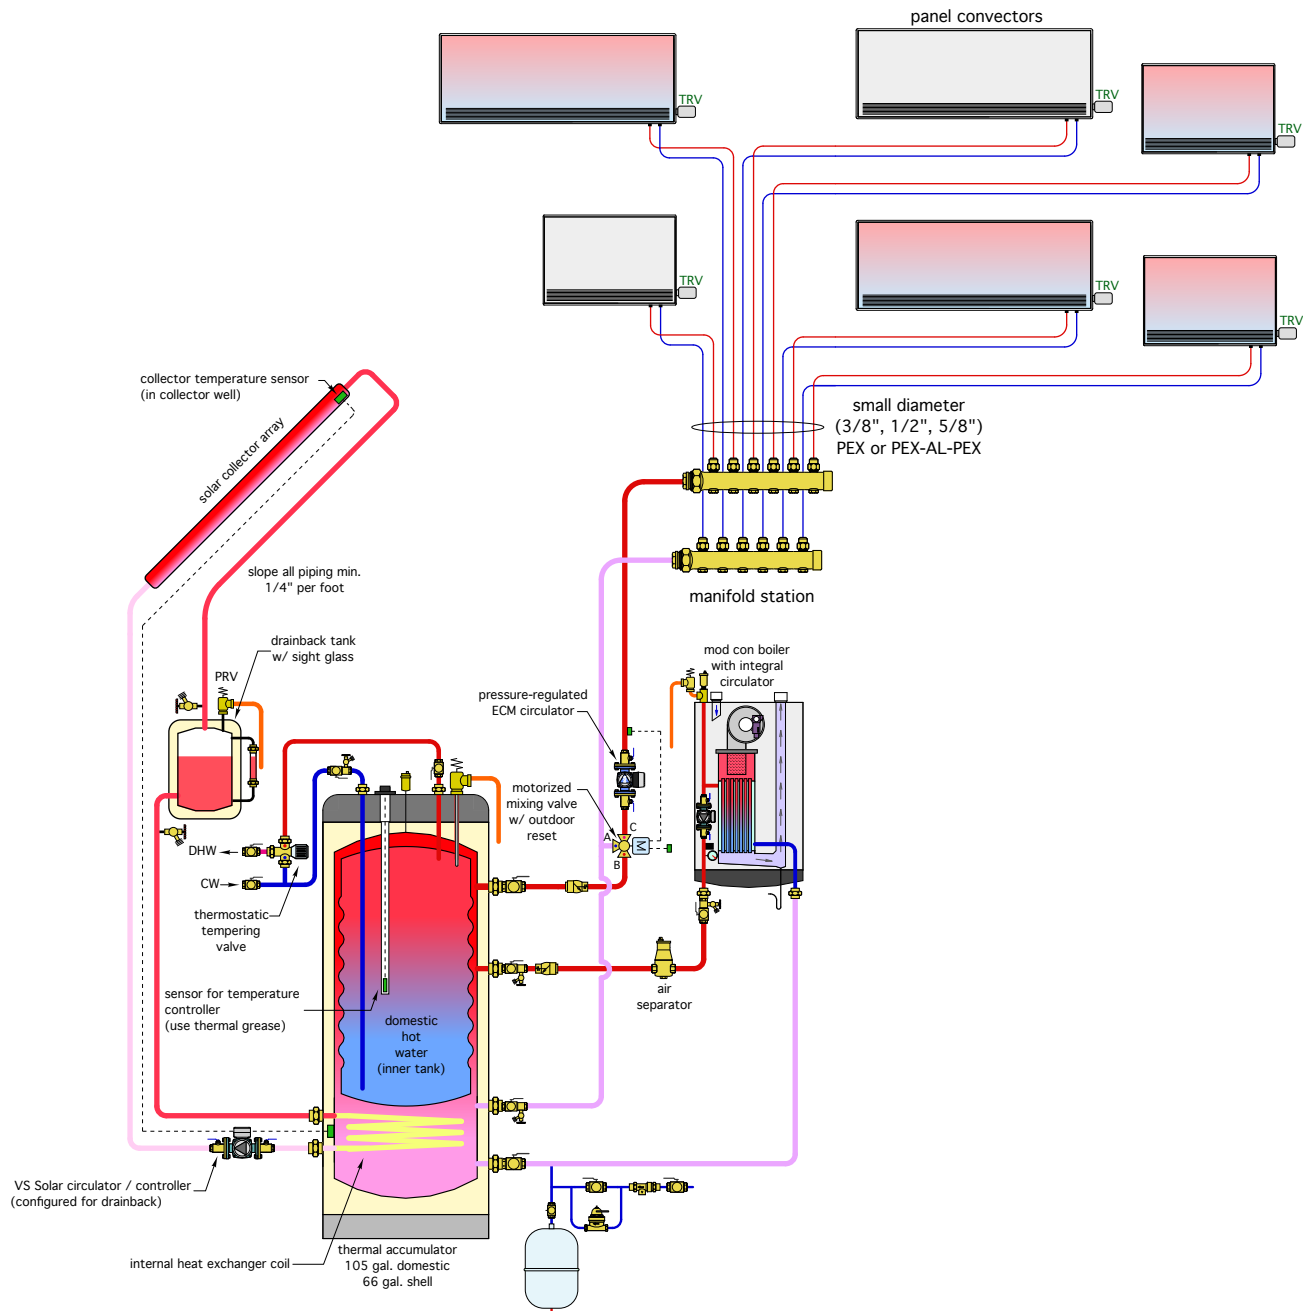 panel convectors
TRV
TRV
TRV
TRV
TRV
TRV
collector temperature sensor
(in collector well)
solar collector array
small diameter
(3/8", 1/2", 5/8")
PEX or PEX-AL-PEX
slope all piping min.
1/4" per foot
manifold station
drainback tank
w/ sight glass
PRV
mod con boiler
with integral
circulator
pressure-regulated
ECM circulator
motorized
mixing valve
w/ outdoor
reset
A
C
M
B
DHW
CW
thermostatic
tempering
valve
sensor for temperature
controller
(use thermal grease)
air
separator
domestic
hot
water
(inner tank)
VS Solar circulator / controller
(configured for drainback)
internal heat exchanger coil
thermal accumulator
105 gal. domestic
66 gal. shell